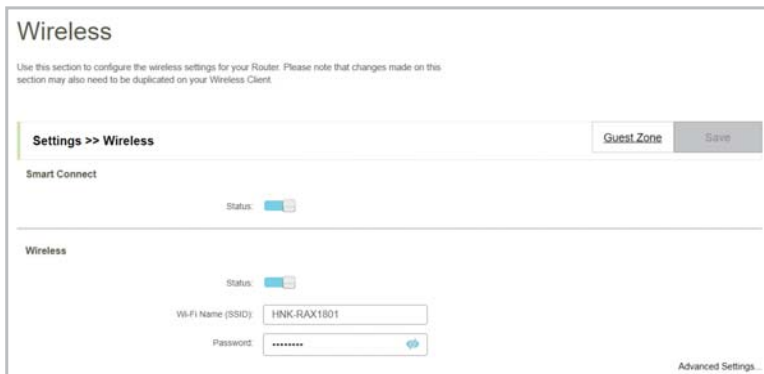 Wireless
Use this section to configure the wireless settings for your Router. Please note that changes made on this
section may also need to be duplicated on your Wireless Client
Settings >> Wireless
Guest Zone
Save
Smart Connect
Status:
Wireless
Status:
Wi-Fi Name (SSID):
HNK-RAX1801
Password:
••••••••
Advanced Settings...